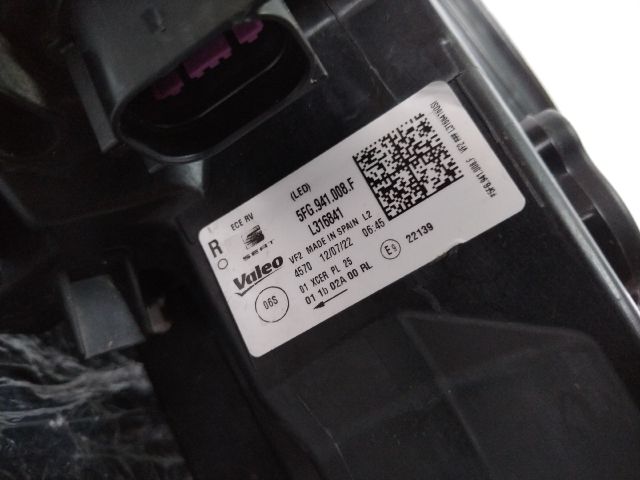 R ECE RV (LED)
SEAT 5FG.941.008.F
Valeo L316841
VF2 MADE IN SPAIN L2
4570 12/07/22 06:45
06S 01 XCER PL 25 E9 22139
01 1b 02A 00 RL